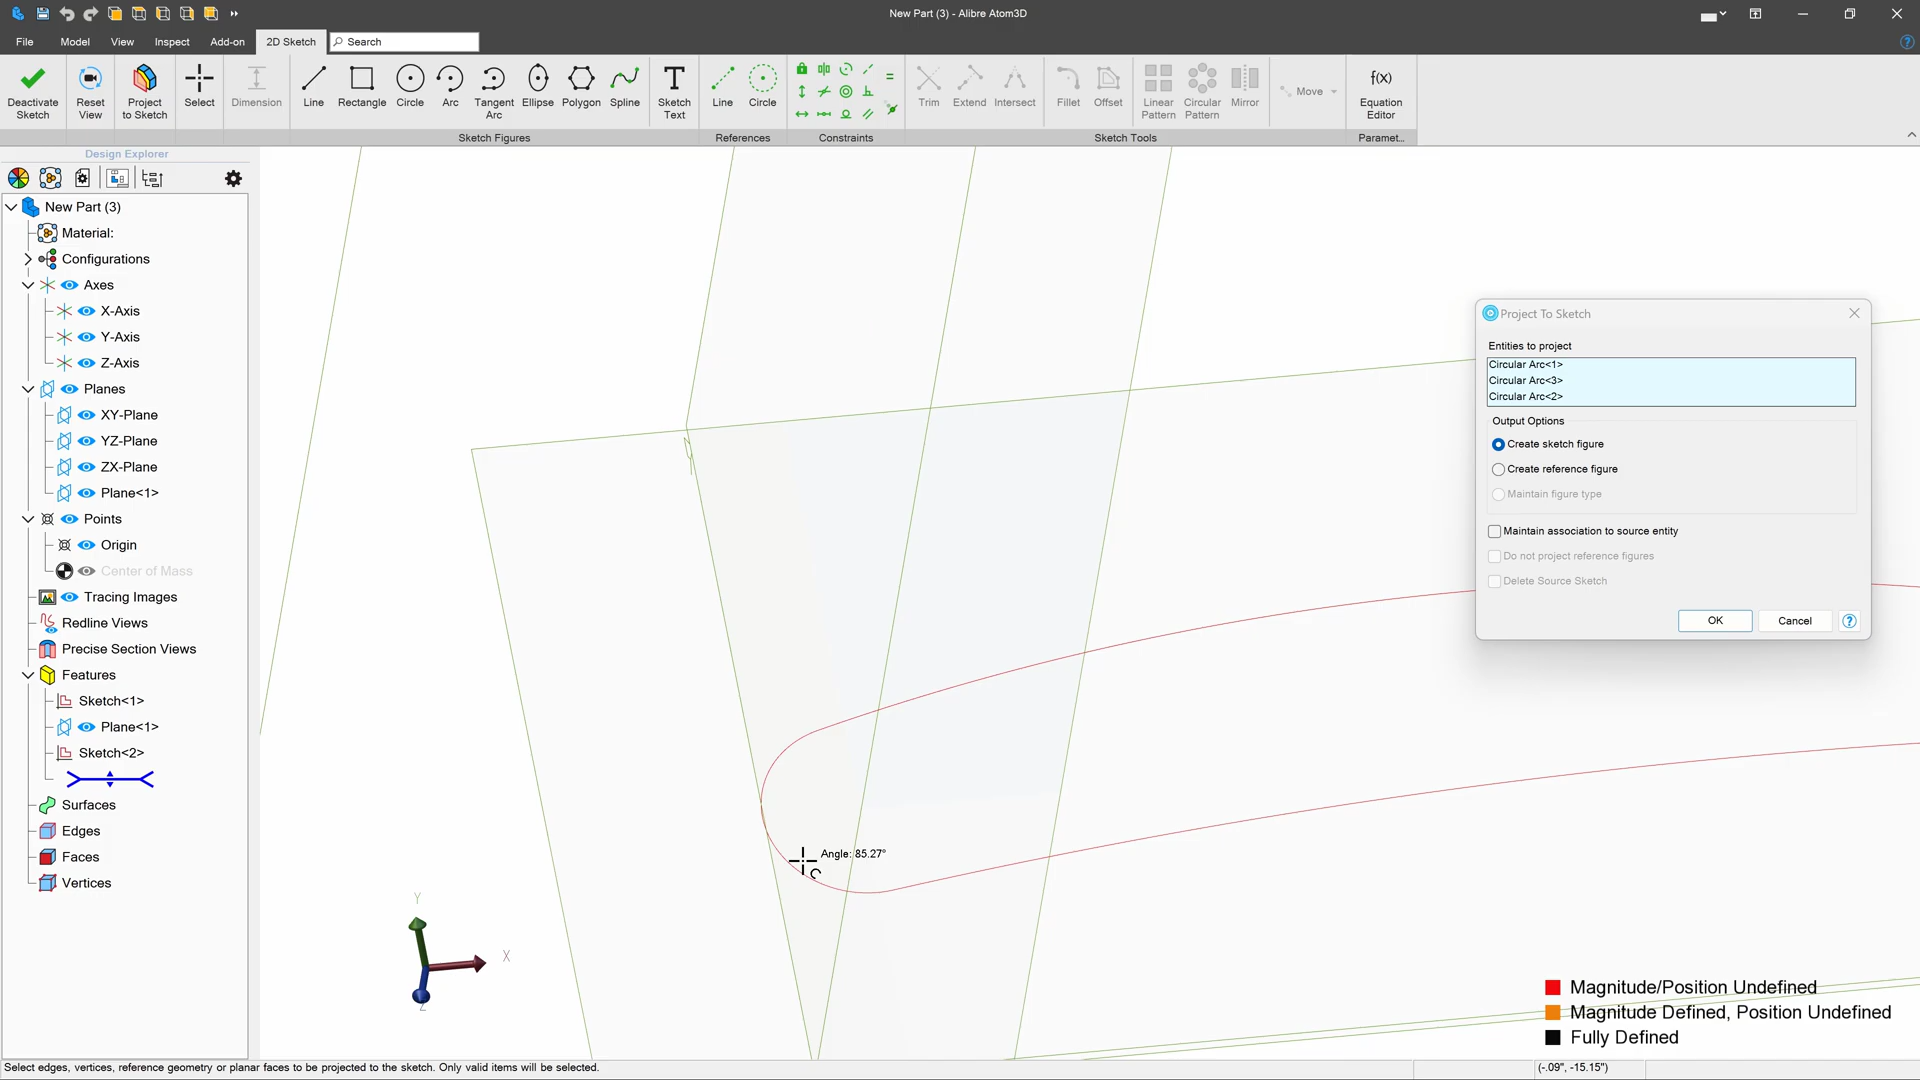 New Part (3) - Alibre Atom3D
File
Model
View
Inspect
Add-on
2D Sketch
Search
Deactivate Sketch
Reset View
Project to Sketch
Select
Dimension
Line
Rectangle
Circle
Arc
Tangent Arc
Ellipse
Polygon
Spline
Sketch Text
Line
Circle
Trim
Extend
Intersect
Fillet
Offset
Linear Pattern
Circular Pattern
Mirror
Move
f(x)
Equation Editor
Sketch Figures
References
Constraints
Sketch Tools
Paramet...
Design Explorer
New Part (3)
Material:
Configurations
Axes
X-Axis
Y-Axis
Z-Axis
Planes
XY-Plane
YZ-Plane
ZX-Plane
Plane<1>
Points
Origin
Center of Mass
Tracing Images
Redline Views
Precise Section Views
Features
Sketch<1>
Plane<1>
Sketch<2>
Surfaces
Edges
Faces
Vertices
Angle: 85.27°
Y
X
Z
Project To Sketch
Entities to project
Circular Arc<1>
Circular Arc<3>
Circular Arc<2>
Output Options
Create sketch figure
Create reference figure
Maintain figure type
Maintain association to source entity
Do not project reference figures
Delete Source Sketch
OK
Cancel
?
Magnitude/Position Undefined
Magnitude Defined, Position Undefined
Fully Defined
Select edges, vertices, reference geometry or planar faces to be projected to the sketch. Only valid items will be selected.
(-.09", -15.15")